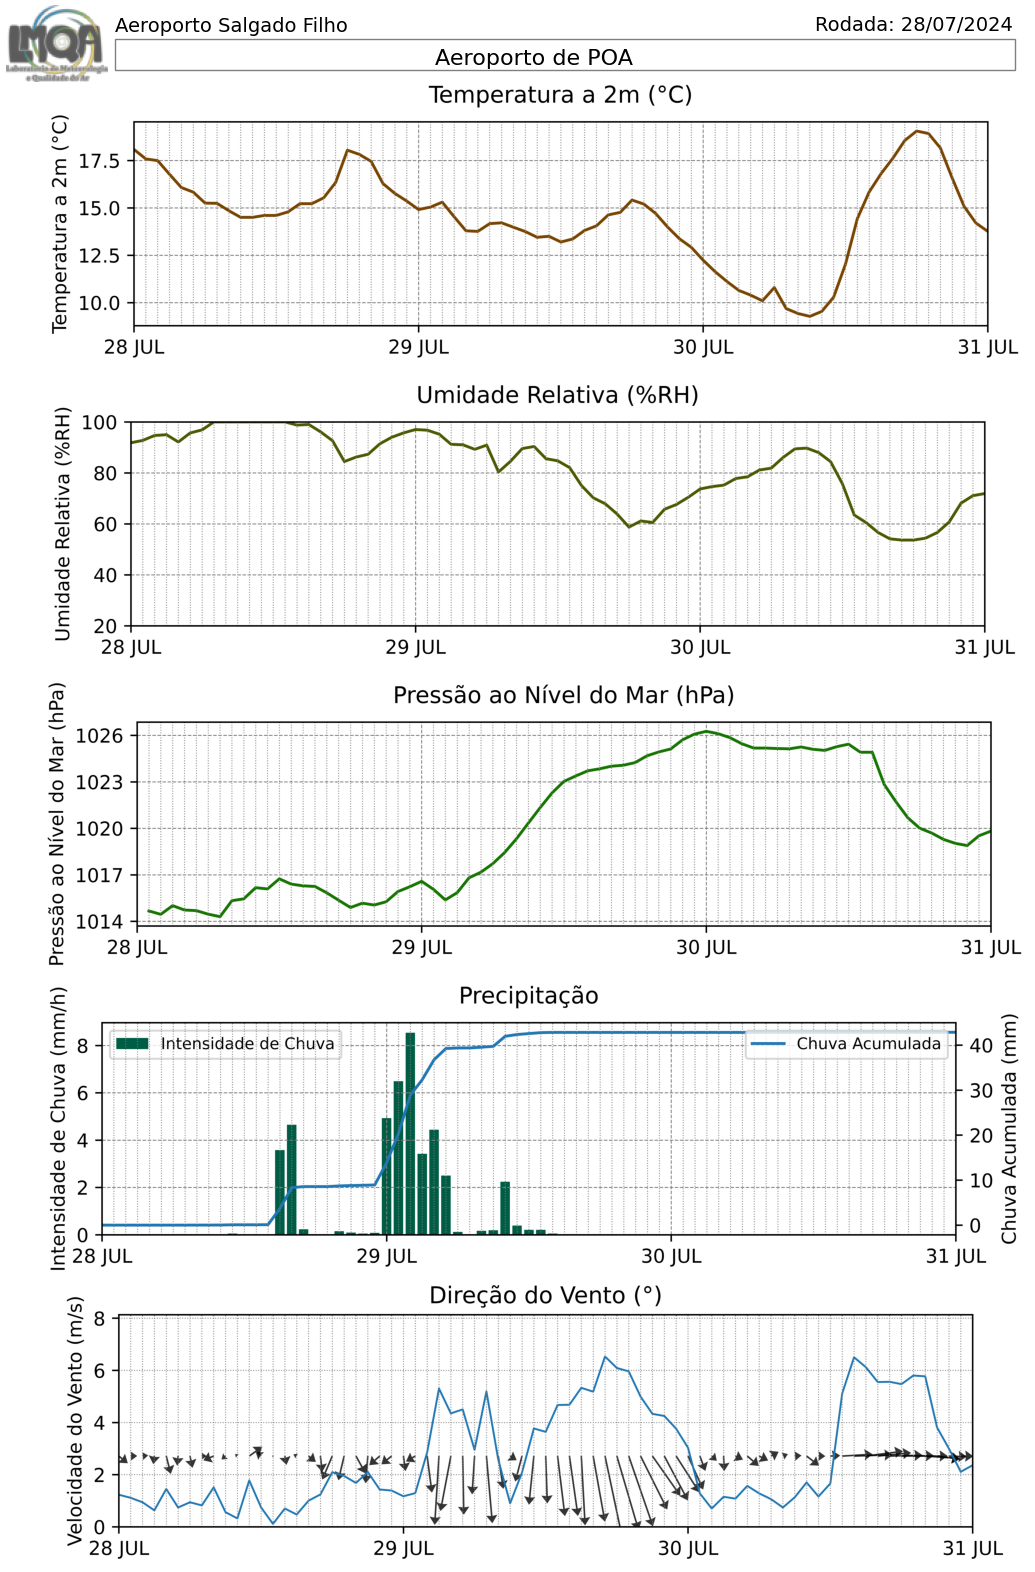 LMQA
Laboratório de Meteorologia
e Qualidade do Ar
Aeroporto Salgado Filho
Rodada: 28/07/2024
Aeroporto de POA
Temperatura a 2m (°C)
Temperatura a 2m (°C)
17.5
15.0
12.5
10.0
28 JUL
29 JUL
30 JUL
31 JUL
Umidade Relativa (%RH)
Umidade Relativa (%RH)
100
80
60
40
20
28 JUL
29 JUL
30 JUL
31 JUL
Pressão ao Nível do Mar (hPa)
Pressão ao Nível do Mar (hPa)
1026
1023
1020
1017
1014
28 JUL
29 JUL
30 JUL
31 JUL
Precipitação
Intensidade de Chuva (mm/h)
8
6
4
2
0
Intensidade de Chuva
Chuva Acumulada
40
30
20
10
0
Chuva Acumulada (mm)
28 JUL
29 JUL
30 JUL
31 JUL
Direção do Vento (°)
Velocidade do Vento (m/s)
8
6
4
2
0
28 JUL
29 JUL
30 JUL
31 JUL